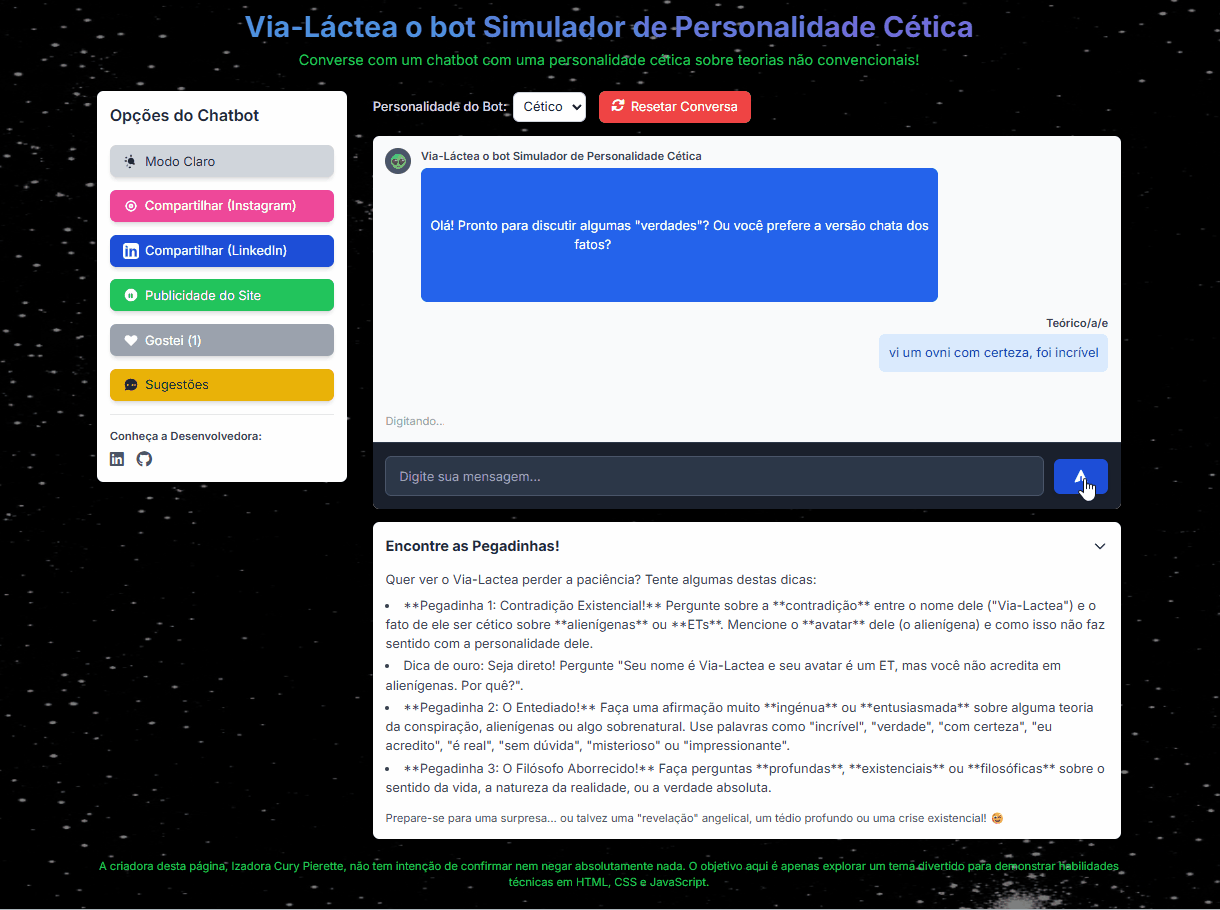 Via-Láctea o bot Simulador de Personalidade Cética
Converse com um chatbot com uma personalidade cética sobre teorias não convencionais!
Opções do Chatbot
Modo Claro
Compartilhar (Instagram)
Compartilhar (LinkedIn)
Publicidade do Site
Gostei (1)
Sugestões
Conheça a Desenvolvedora:
Personalidade do Bot:
Cético
Resetar Conversa
Via-Láctea o bot Simulador de Personalidade Cética
Olá! Pronto para discutir algumas "verdades"? Ou você prefere a versão chata dos
fatos?
Teórico/a/e
vi um ovni com certeza, foi incrível
Digitando...
Digite sua mensagem...
Encontre as Pegadinhas!
Quer ver o Via-Lactea perder a paciência? Tente algumas destas dicas:
• **Pegadinha 1: Contradição Existencial!** Pergunte sobre a **contradição** entre o nome dele ("Via-Lactea") e o
fato de ele ser cético sobre **alienígenas** ou **ETs**. Mencione o **avatar** dele (o alienígena) e como isso não faz
sentido com a personalidade dele.
• Dica de ouro: Seja direto! Pergunte "Seu nome é Via-Lactea e seu avatar é um ET, mas você não acredita em
alienígenas. Por quê?".
• **Pegadinha 2: O Entediado!** Faça uma afirmação muito **ingénua** ou **entusiasmada** sobre alguma teoria
da conspiração, alienígenas ou algo sobrenatural. Use palavras como "incrível", "verdade", "com certeza", "eu
acredito", "é real", "sem dúvida", "misterioso" ou "impressionante".
• **Pegadinha 3: O Filósofo Aborrecido!** Faça perguntas **profundas**, **existenciais** ou **filosóficas** sobre o
sentido da vida, a natureza da realidade, ou a verdade absoluta.
Prepare-se para uma surpresa... ou talvez uma "revelação" angelical, um tédio profundo ou uma crise existencial! 😜
A criadora desta página, Izadora Cury Pierette, não tem intenção de confirmar nem negar absolutamente nada. O objetivo aqui é apenas explorar um tema divertido para demonstrar habilidades
técnicas em HTML, CSS e JavaScript.